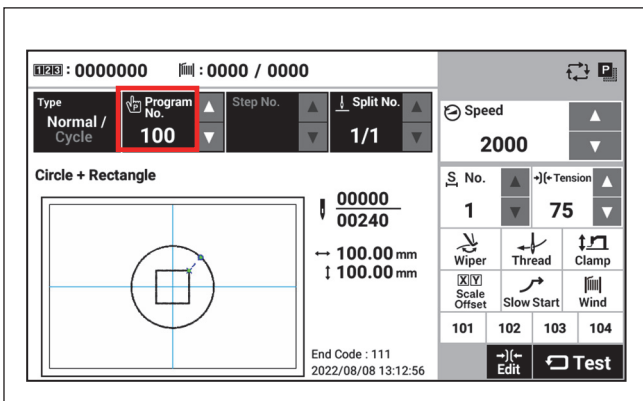 123 : 0000000 : 0000 / 0000 P
Type
Normal /
Cycle
P Program
No.
100
Step No.
Split No.
1/1
Speed
2000
Circle + Rectangle
00000
00240
100.00 mm
100.00 mm
S No.
1
Tension
75
Wiper Thread Clamp
XY
Scale
Offset
Slow Start
Wind
101 102 103 104
End Code : 111
2022/08/08 13:12:56
Edit
Test